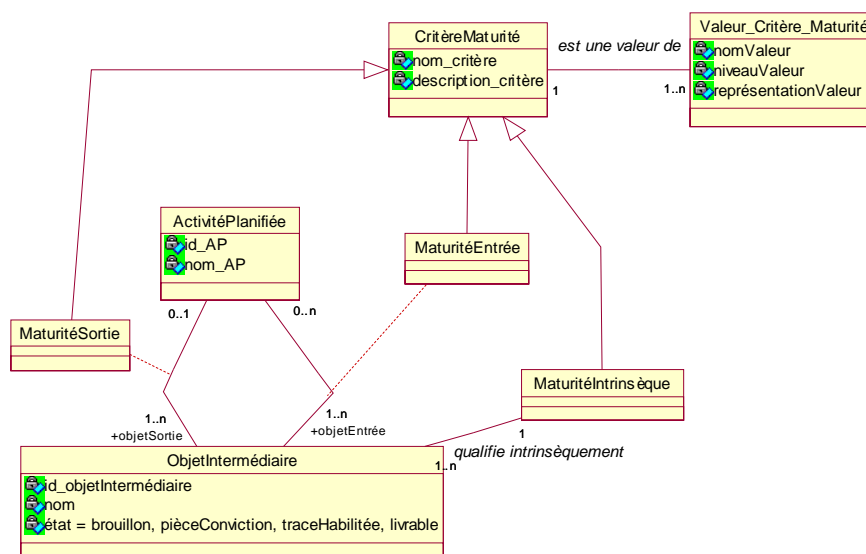 CritèreMaturité
nom_critère
description_critère
est une valeur de
1
1..n
Valeur_Critère_Maturité
nomValeur
niveauValeur
représentationValeur
ActivitéPlanifiée
id_AP
nom_AP
MaturitéEntrée
0..1
0..n
MaturitéSortie
MaturitéIntrinsèque
1..n
+objetSortie
1..n
+objetEntrée
1
qualifie intrinsèquement
1..n
ObjetIntermédiaire
id_objetIntermédiaire
nom
état = brouillon, pièceConviction, traceHabilitée, livrable